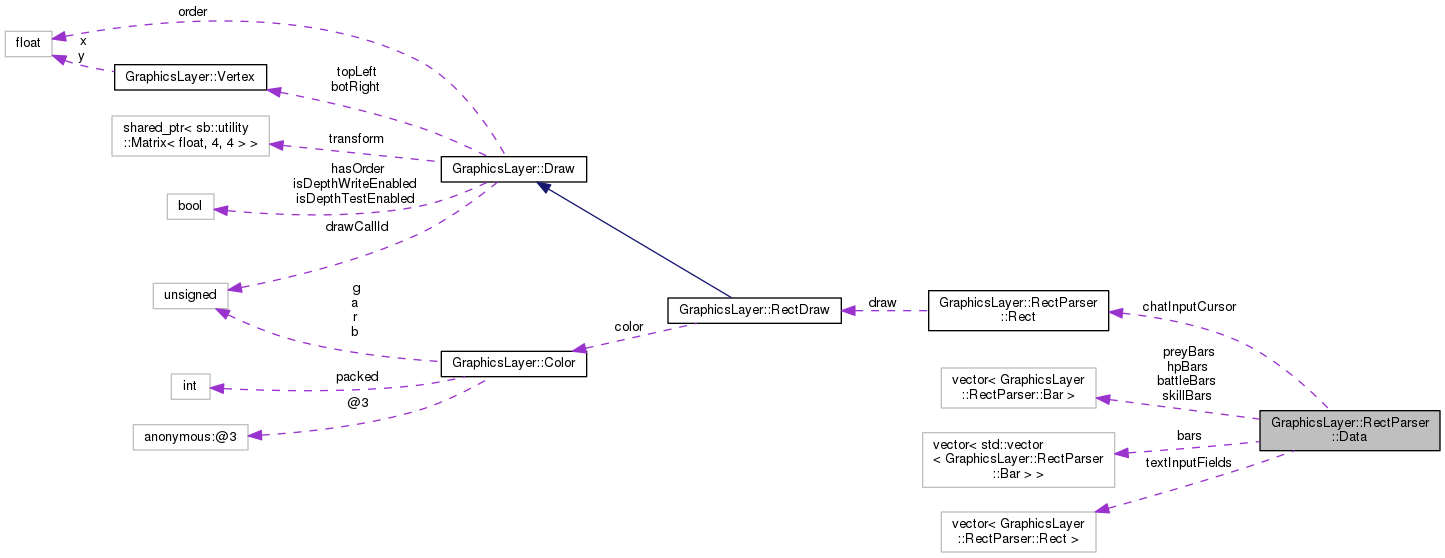 order
float
x
y
GraphicsLayer::Vertex
topLeft
botRight
shared_ptr< sb::utility
::Matrix< float, 4, 4 > >
transform
GraphicsLayer::Draw
hasOrder
isDepthWriteEnabled
isDepthTestEnabled
bool
drawCallId
unsigned
g
a
r
b
GraphicsLayer::RectDraw
draw
GraphicsLayer::RectParser
::Rect
chatInputCursor
color
GraphicsLayer::Color
int
packed
@3
anonymous:@3
preyBars
hpBars
battleBars
skillBars
vector< GraphicsLayer
::RectParser::Bar >
GraphicsLayer::RectParser
::Data
bars
vector< std::vector
< GraphicsLayer::RectParser
::Bar > >
textInputFields
vector< GraphicsLayer
::RectParser::Rect >